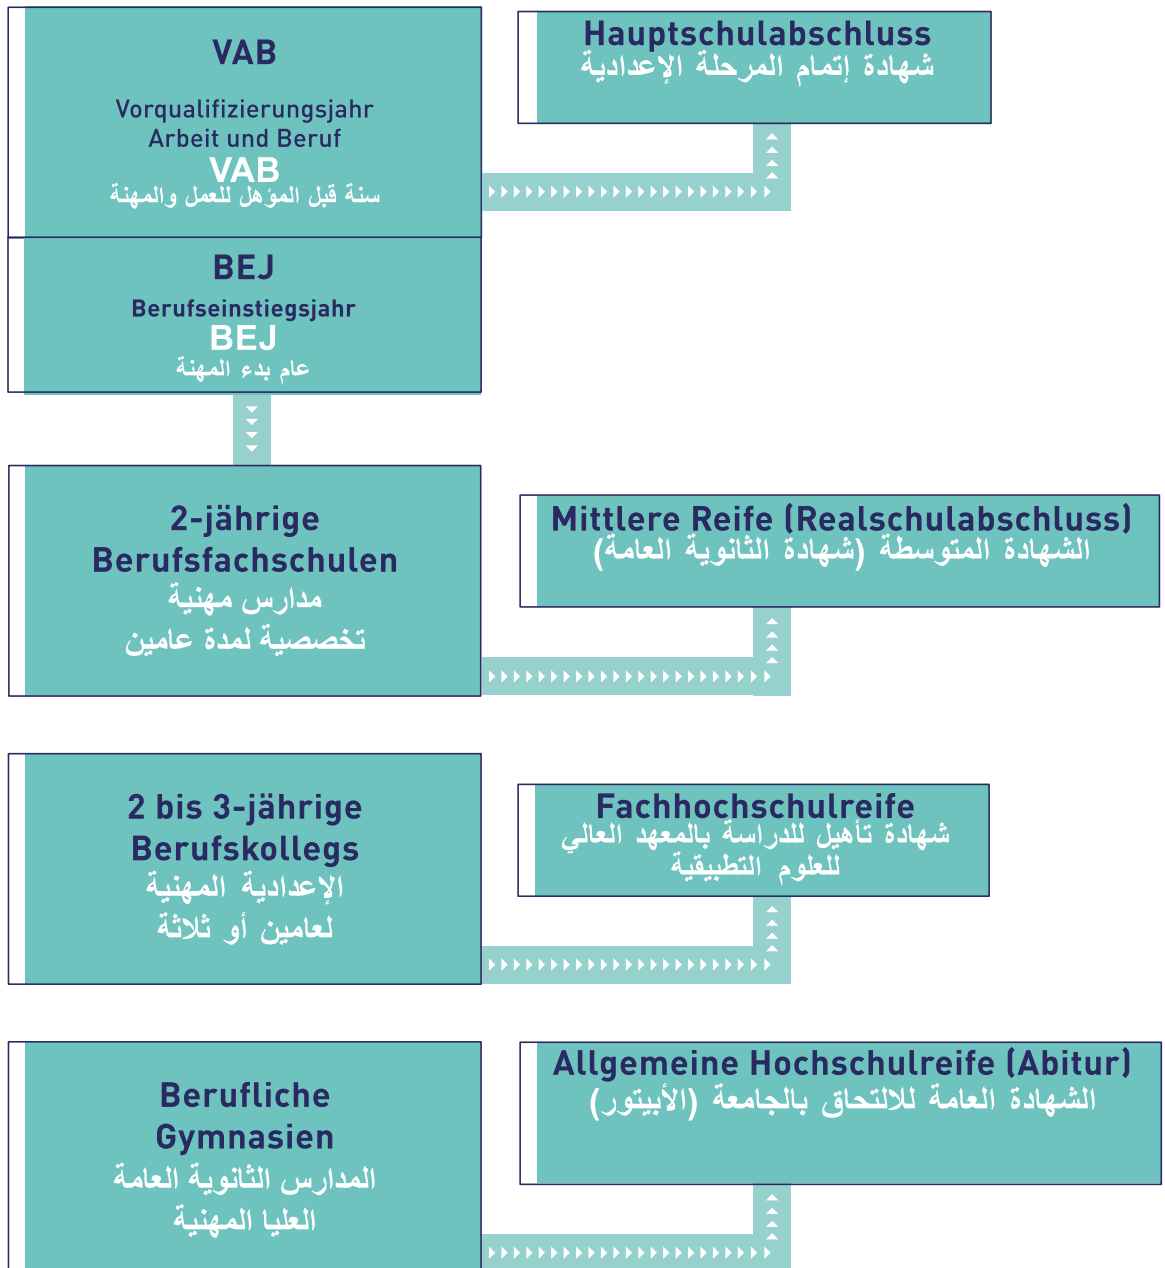 VAB
Vorqualifizierungsjahr
Arbeit und Beruf
VAB
سنة قبل المؤهل للعمل والمهنة
Hauptschulabschluss
شهادة إتمام المرحلة الإعدادية
BEJ
Berufseinstiegsjahr
BEJ
عام بدء المهنة
2-jährige
Berufsfachschulen
مدارس مهنية
تخصصية لمدة عامين
Mittlere Reife (Realschulabschluss)
الشهادة المتوسطة (شهادة الثانوية العامة)
2 bis 3-jährige
Berufskollegs
الإعدادية المهنية
لعامين أو ثلاثة
Fachhochschulreife
شهادة تأهيل للدراسة بالمعهد العالي
للعلوم التطبيقية
Berufliche
Gymnasien
المدارس الثانوية العامة
العليا المهنية
Allgemeine Hochschulreife (Abitur)
الشهادة العامة للالتحاق بالجامعة (الأبيتور)